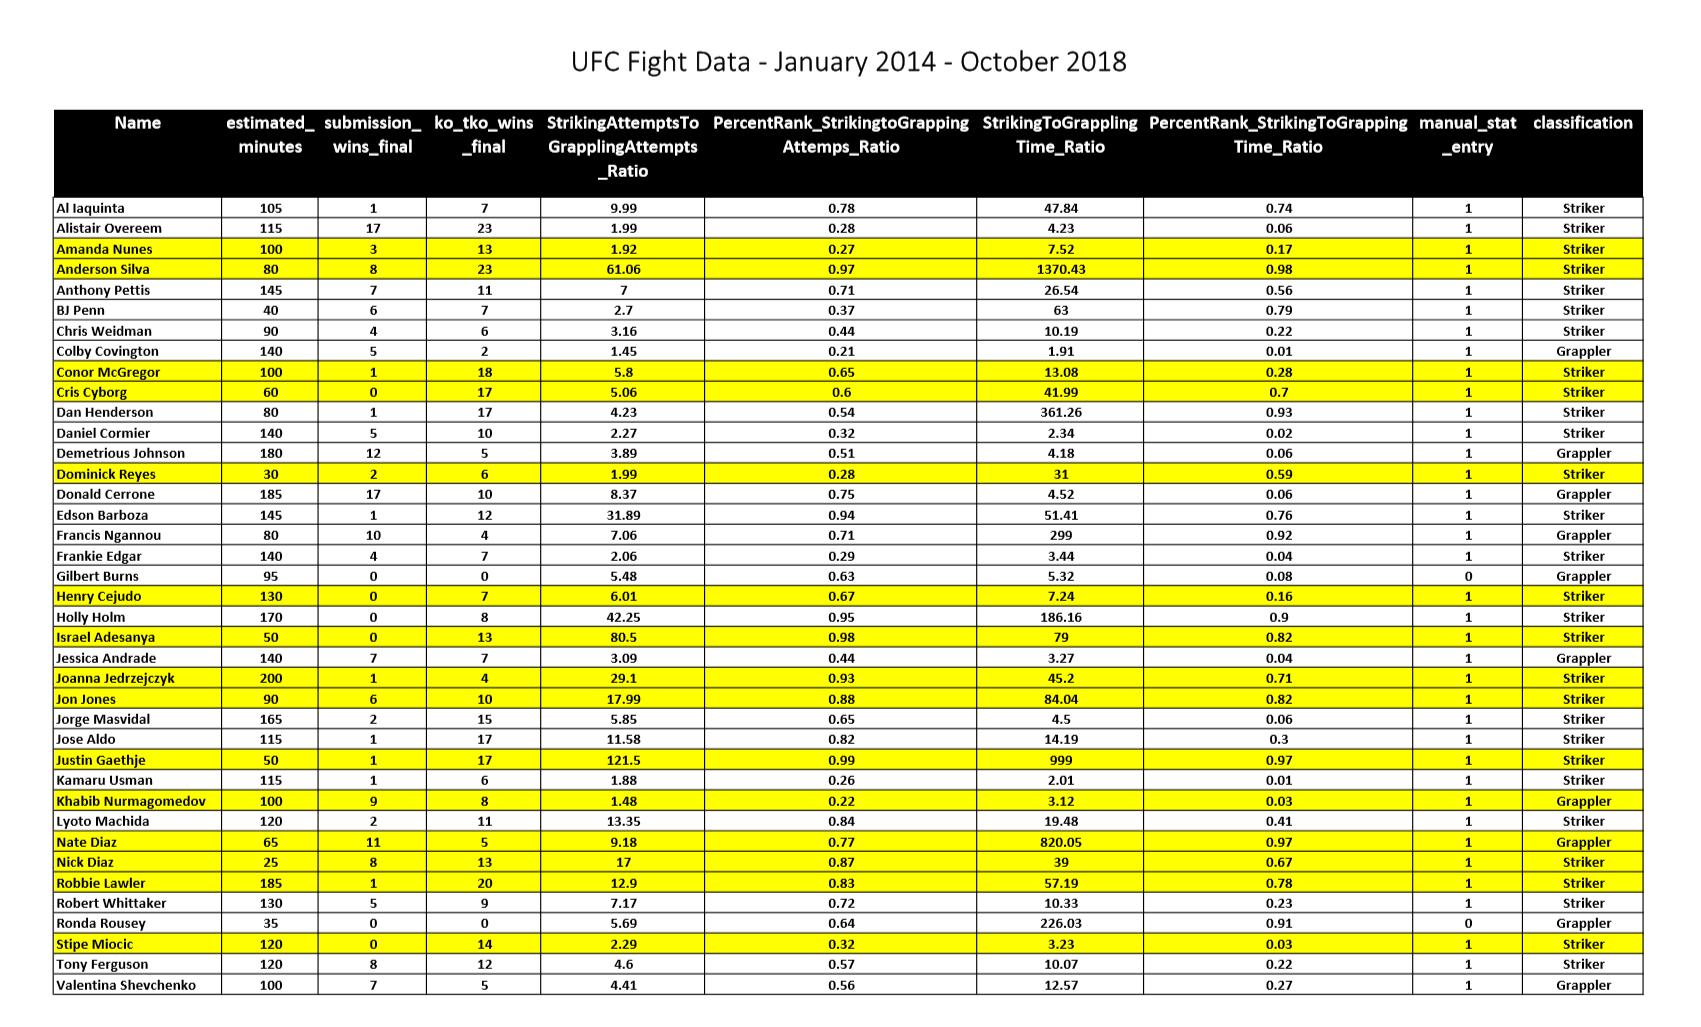 UFC Fight Data - January 2014 - October 2018
Name estimated_ submission_ ko_tko_wins StrikingAttemptsTo PercentRank_StrikingtoGrapping StrikingToGrappling PercentRank_StrikingToGrapping manual_stat classification
minutes wins_final _final GrapplingAttempts Attemps_Ratio Time_Ratio Time_Ratio _entry
_Ratio
Al Iaquinta 105 1 7 9.99 0.78 47.84 0.74 1 Striker
Alistair Overeem 115 17 23 1.99 0.28 4.23 0.06 1 Striker
Amanda Nunes 100 3 13 1.92 0.27 7.52 0.17 1 Striker
Anderson Silva 80 8 23 61.06 0.97 1370.43 0.98 1 Striker
Anthony Pettis 145 7 11 7 0.71 26.54 0.56 1 Striker
BJ Penn 40 6 7 2.7 0.37 63 0.79 1 Striker
Chris Weidman 90 4 6 3.16 0.44 10.19 0.22 1 Striker
Colby Covington 140 5 2 1.45 0.21 1.91 0.01 1 Grappler
Conor McGregor 100 1 18 5.8 0.65 13.08 0.28 1 Striker
Cris Cyborg 60 0 17 5.06 0.6 41.99 0.7 1 Striker
Dan Henderson 80 1 17 4.23 0.54 361.26 0.93 1 Striker
Daniel Cormier 140 5 10 2.27 0.32 2.34 0.02 1 Striker
Demetrious Johnson 180 12 5 3.89 0.51 4.18 0.06 1 Grappler
Dominick Reyes 30 2 6 1.99 0.28 31 0.59 1 Striker
Donald Cerrone 185 17 10 8.37 0.75 4.52 0.06 1 Grappler
Edson Barboza 145 1 12 31.89 0.94 51.41 0.76 1 Striker
Francis Ngannou 80 10 4 7.06 0.71 299 0.92 1 Grappler
Frankie Edgar 140 4 7 2.06 0.29 3.44 0.04 1 Striker
Gilbert Burns 95 0 0 5.48 0.63 5.32 0.08 0 Grappler
Henry Cejudo 130 0 7 6.01 0.67 7.24 0.16 1 Striker
Holly Holm 170 0 8 42.25 0.95 186.16 0.9 1 Striker
Israel Adesanya 50 0 13 80.5 0.98 79 0.82 1 Striker
Jessica Andrade 140 7 7 3.09 0.44 3.27 0.04 1 Grappler
Joanna Jedrzejczyk 200 1 4 29.1 0.93 45.2 0.71 1 Striker
Jon Jones 90 6 10 17.99 0.88 84.04 0.82 1 Striker
Jorge Masvidal 165 2 15 5.85 0.65 4.5 0.06 1 Striker
Jose Aldo 115 1 17 11.58 0.82 14.19 0.3 1 Striker
Justin Gaethje 50 1 17 121.5 0.99 999 0.97 1 Striker
Kamaru Usman 115 1 6 1.88 0.26 2.01 0.01 1 Striker
Khabib Nurmagomedov 100 9 8 1.48 0.22 3.12 0.03 1 Grappler
Lyoto Machida 120 2 11 13.35 0.84 19.48 0.41 1 Striker
Nate Diaz 65 11 5 9.18 0.77 820.05 0.97 1 Grappler
Nick Diaz 25 8 13 17 0.87 39 0.67 1 Striker
Robbie Lawler 185 1 20 12.9 0.83 57.19 0.78 1 Striker
Robert Whittaker 130 5 9 7.17 0.72 10.33 0.23 1 Striker
Ronda Rousey 35 0 0 5.69 0.64 226.03 0.91 0 Grappler
Stipe Miocic 120 0 14 2.29 0.32 3.23 0.03 1 Striker
Tony Ferguson 120 8 12 4.6 0.57 10.07 0.22 1 Striker
Valentina Shevchenko 100 7 5 4.41 0.56 12.57 0.27 1 Grappler